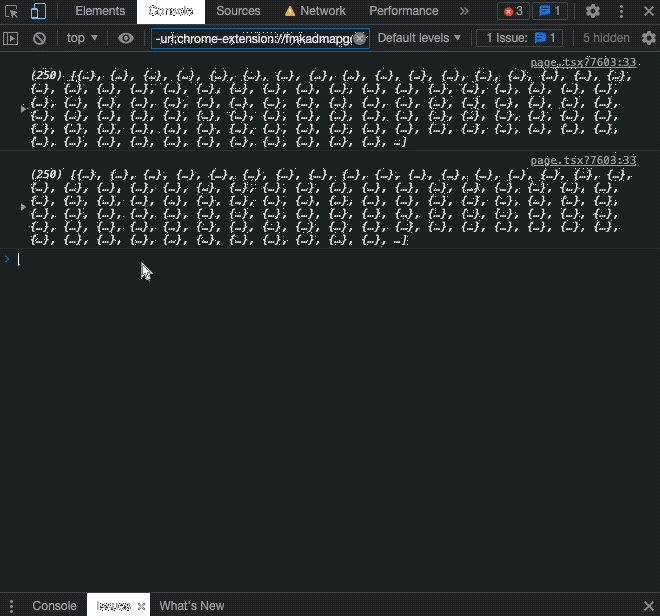 Elements Console Sources Network Performance » 3 1
top ▼ -url:chrome-extension://fmkadmapg Default levels ▼ 1 Issue: 1 5 hidden
page.tsx?7603:33
(250) [{…}, {…}, {…}, {…}, {…}, {…}, {…}, {…}, {…}, {…}, {…}, {…}, {…}, {…}, {…}, {…}, {…},
{…}, {…}, {…}, {…}, {…}, {…}, {…}, {…}, {…}, {…}, {…}, {…}, {…}, {…}, {…}, {…}, {…}, {…},
{…}, {…}, {…}, {…}, {…}, {…}, {…}, {…}, {…}, {…}, {…}, {…}, {…}, {…}, {…}, {…}, {…}, {…},
{…}, {…}, {…}, {…}, {…}, {…}, {…}, {…}, {…}, {…}, {…}, {…}, {…}, {…}, {…}, {…}, {…}, {…},
{…}, {…}, {…}, {…}, {…}, {…}, {…}, {…}, {…}, {…}, {…}, {…}, {…}, {…}, {…}, {…}, {…}, {…},
{…}, {…}, {…}, {…}, {…}, {…}, {…}, {…}, {…}, {…}, {…}, …]
page.tsx?7603:33
(250) [{…}, {…}, {…}, {…}, {…}, {…}, {…}, {…}, {…}, {…}, {…}, {…}, {…}, {…}, {…}, {…}, {…},
{…}, {…}, {…}, {…}, {…}, {…}, {…}, {…}, {…}, {…}, {…}, {…}, {…}, {…}, {…}, {…}, {…}, {…},
{…}, {…}, {…}, {…}, {…}, {…}, {…}, {…}, {…}, {…}, {…}, {…}, {…}, {…}, {…}, {…}, {…}, {…},
{…}, {…}, {…}, {…}, {…}, {…}, {…}, {…}, {…}, {…}, {…}, {…}, {…}, {…}, {…}, {…}, {…}, {…},
{…}, {…}, {…}, {…}, {…}, {…}, {…}, {…}, {…}, {…}, {…}, {…}, {…}, {…}, {…}, {…}, {…}, {…},
{…}, {…}, {…}, {…}, {…}, {…}, {…}, {…}, {…}, {…}, {…}, …]
Console Issues What's New